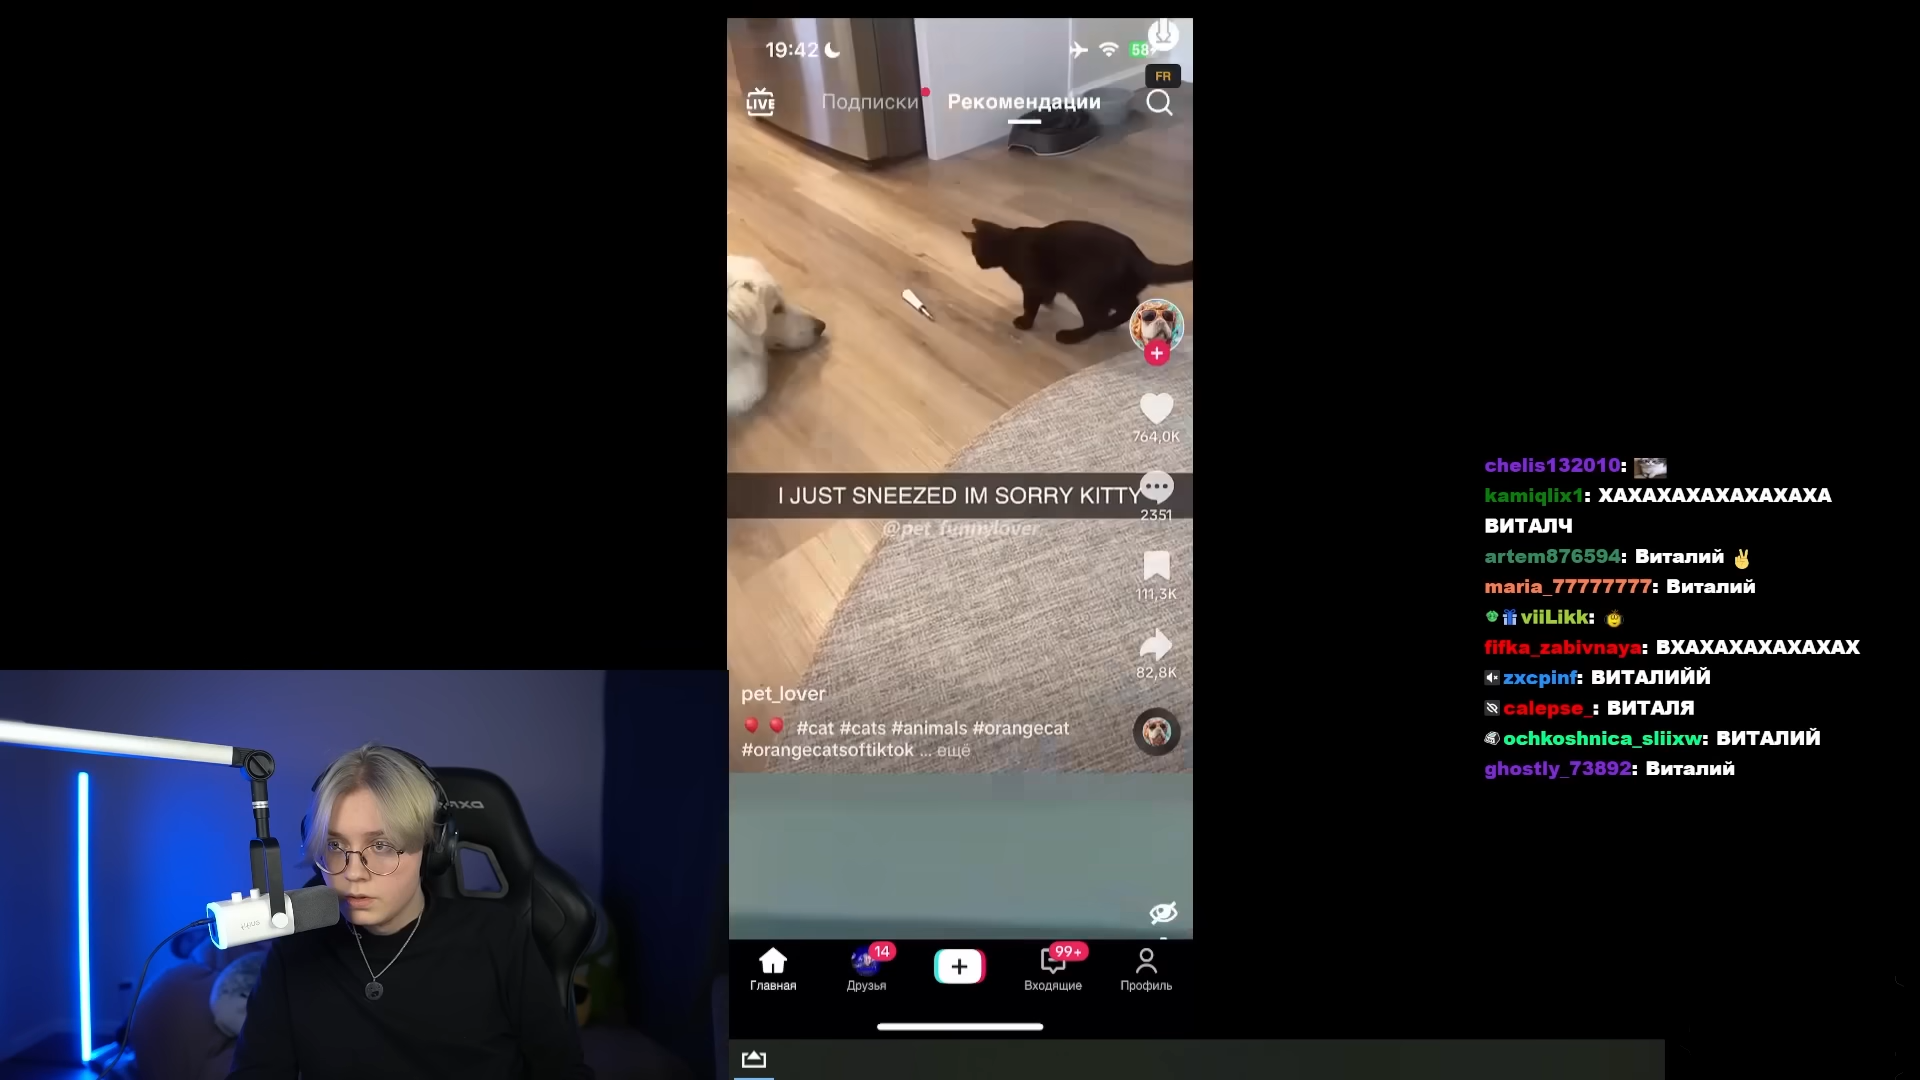 19:42
58
FR
LIVE
Подписки
Рекомендации
764,0K
I JUST SNEEZED IM SORRY KITTY
2351
@pet_funnylover
111,3K
82,8K
pet_lover
#cat #cats #animals #orangecat
#orangecatsoftiktok ... ещё
14
99+
Главная
Друзья
Входящие
Профиль
chelis132010:
kamiqlix1: ХАХАХАХАХАХАХАХА
ВИТАЛЧ
artem876594: Виталий
maria_77777777: Виталий
viiLikk:
fifka_zabivnaya: ВХАХАХАХАХАХАХ
zxcpinf: ВИТАЛИЙЙ
calepse_: ВИТАЛЯ
ochkoshnica_sliixw: ВИТАЛИЙ
ghostly_73892: Виталий